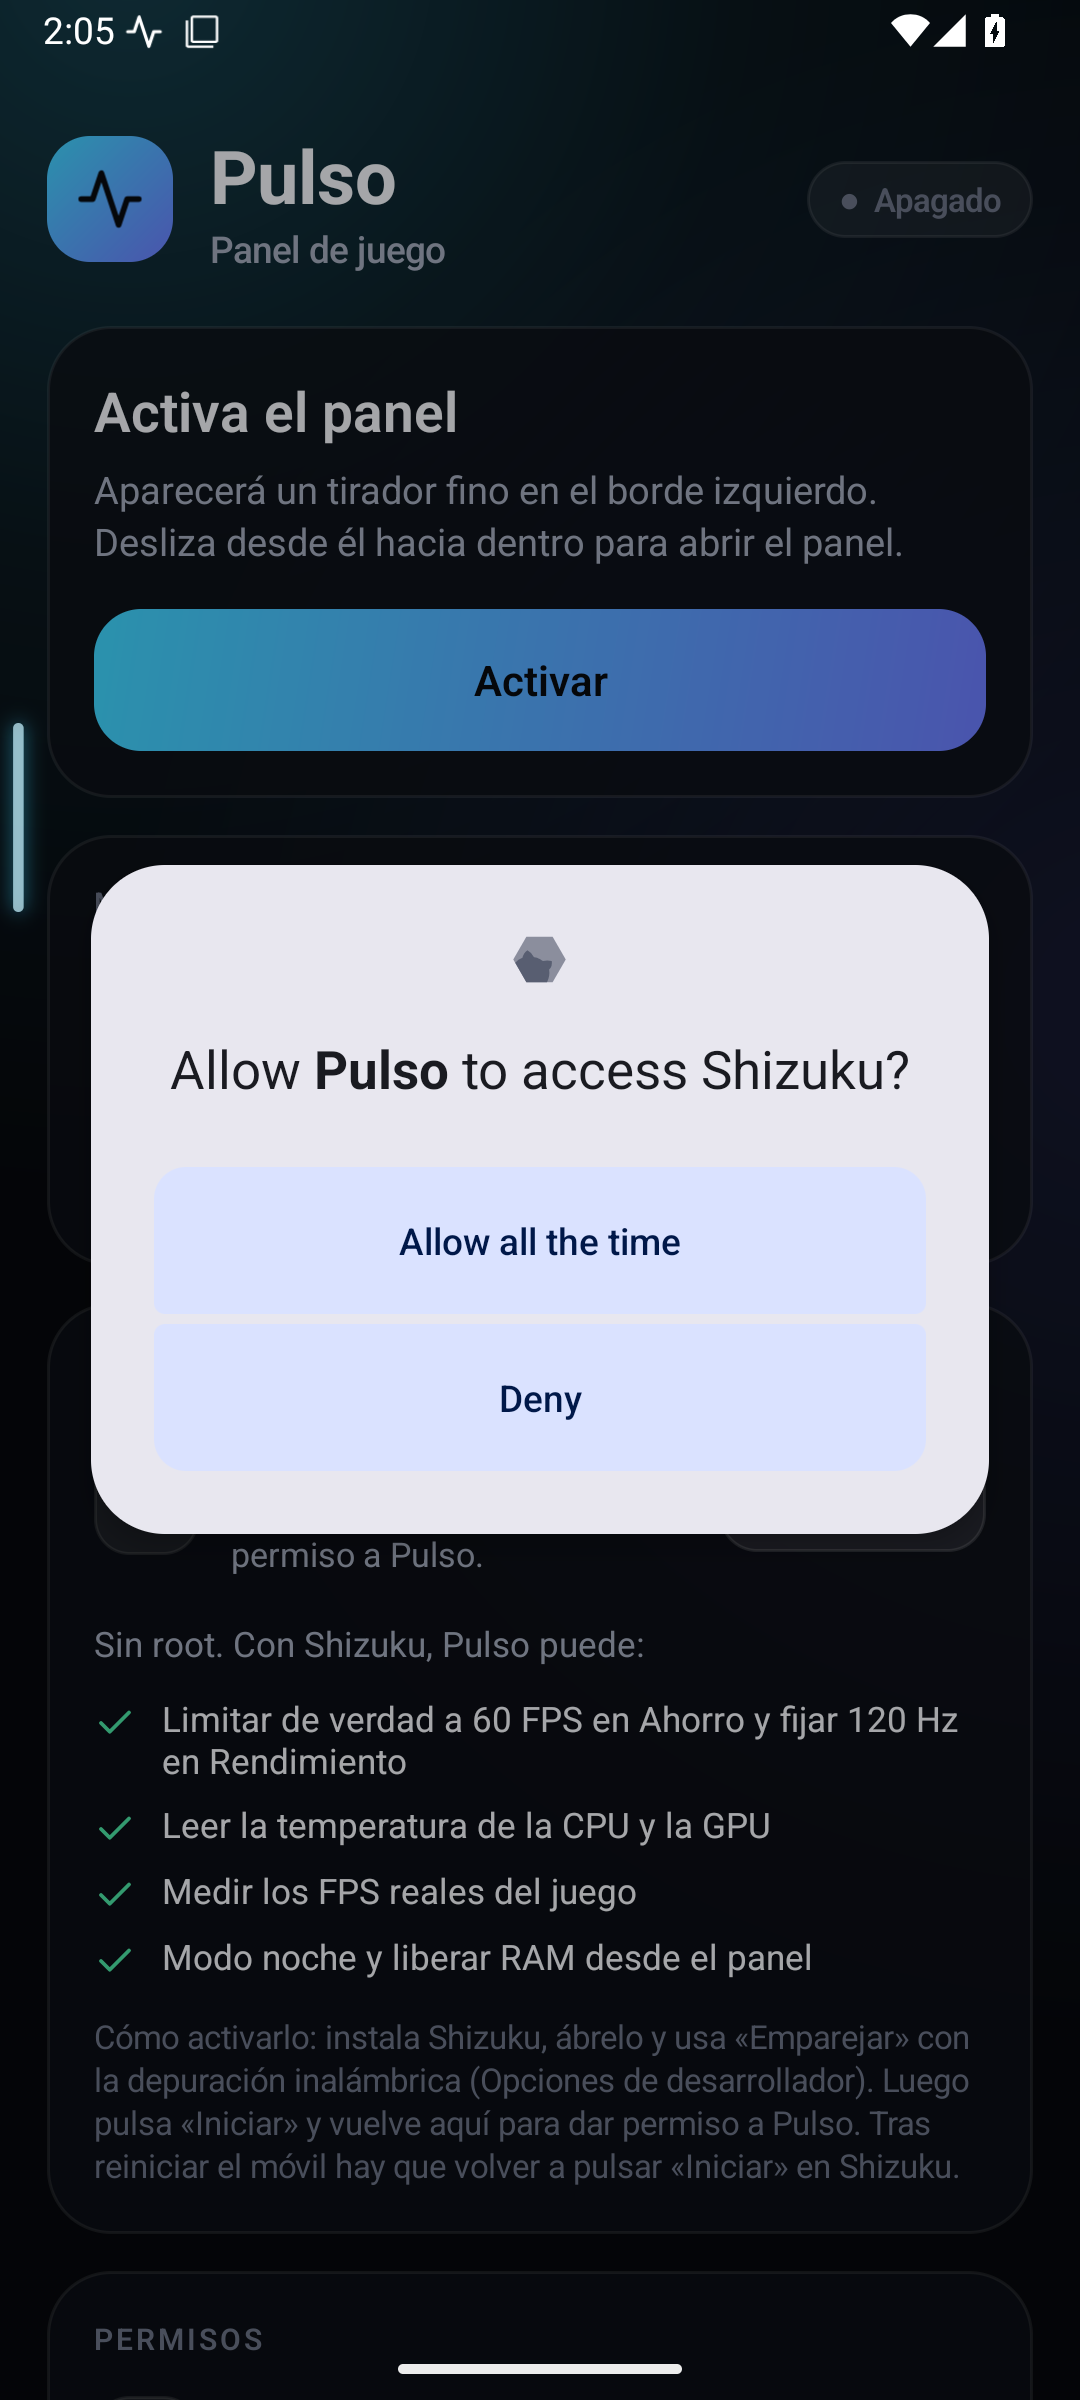 2:05
Pulso
Panel de juego
Apagado
Activa el panel
Aparecerá un tirador fino en el borde izquierdo.
Desliza desde él hacia dentro para abrir el panel.
Activar
Allow Pulso to access Shizuku?
Allow all the time
Deny
permiso a Pulso.
Sin root. Con Shizuku, Pulso puede:
Limitar de verdad a 60 FPS en Ahorro y fijar 120 Hz
en Rendimiento
Leer la temperatura de la CPU y la GPU
Medir los FPS reales del juego
Modo noche y liberar RAM desde el panel
Cómo activarlo: instala Shizuku, ábrelo y usa «Emparejar» con
la depuración inalámbrica (Opciones de desarrollador). Luego
pulsa «Iniciar» y vuelve aquí para dar permiso a Pulso. Tras
reiniciar el móvil hay que volver a pulsar «Iniciar» en Shizuku.
PERMISOS